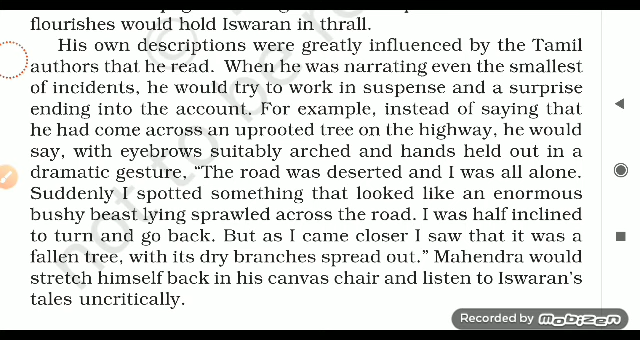 flourishes would hold Iswaran in thrall.
His own descriptions were greatly influenced by the Tamil
authors that he read. When he was narrating even the smallest
of incidents, he would try to work in suspense and a surprise
ending into the account. For example, instead of saying that
he had come across an uprooted tree on the highway, he would
say, with eyebrows suitably arched and hands held out in a
dramatic gesture, “The road was deserted and I was all alone.
Suddenly I spotted something that looked like an enormous
bushy beast lying sprawled across the road. I was half inclined
to turn and go back. But as I came closer I saw that it was a
fallen tree, with its dry branches spread out.” Mahendra would
stretch himself back in his canvas chair and listen to Iswaran’s
tales uncritically.
Recorded by mobizen